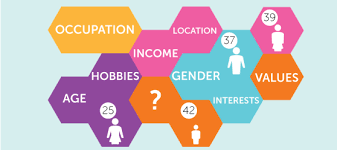 OCCUPATION
LOCATION
39
37
INCOME
HOBBIES
GENDER
VALUES
AGE
?
INTERESTS
25
42